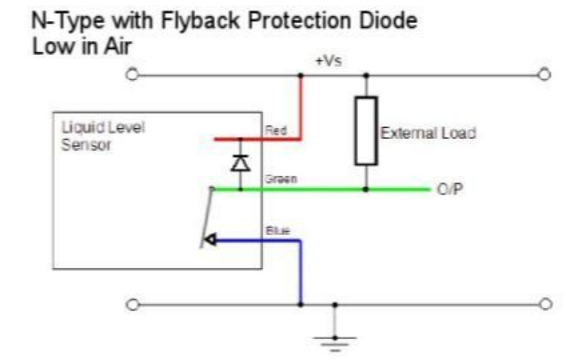 N-Type with Flyback Protection Diode
Low in Air
+Vs
Liquid Level
Sensor
Red
External Load
Green
O/P
Blue